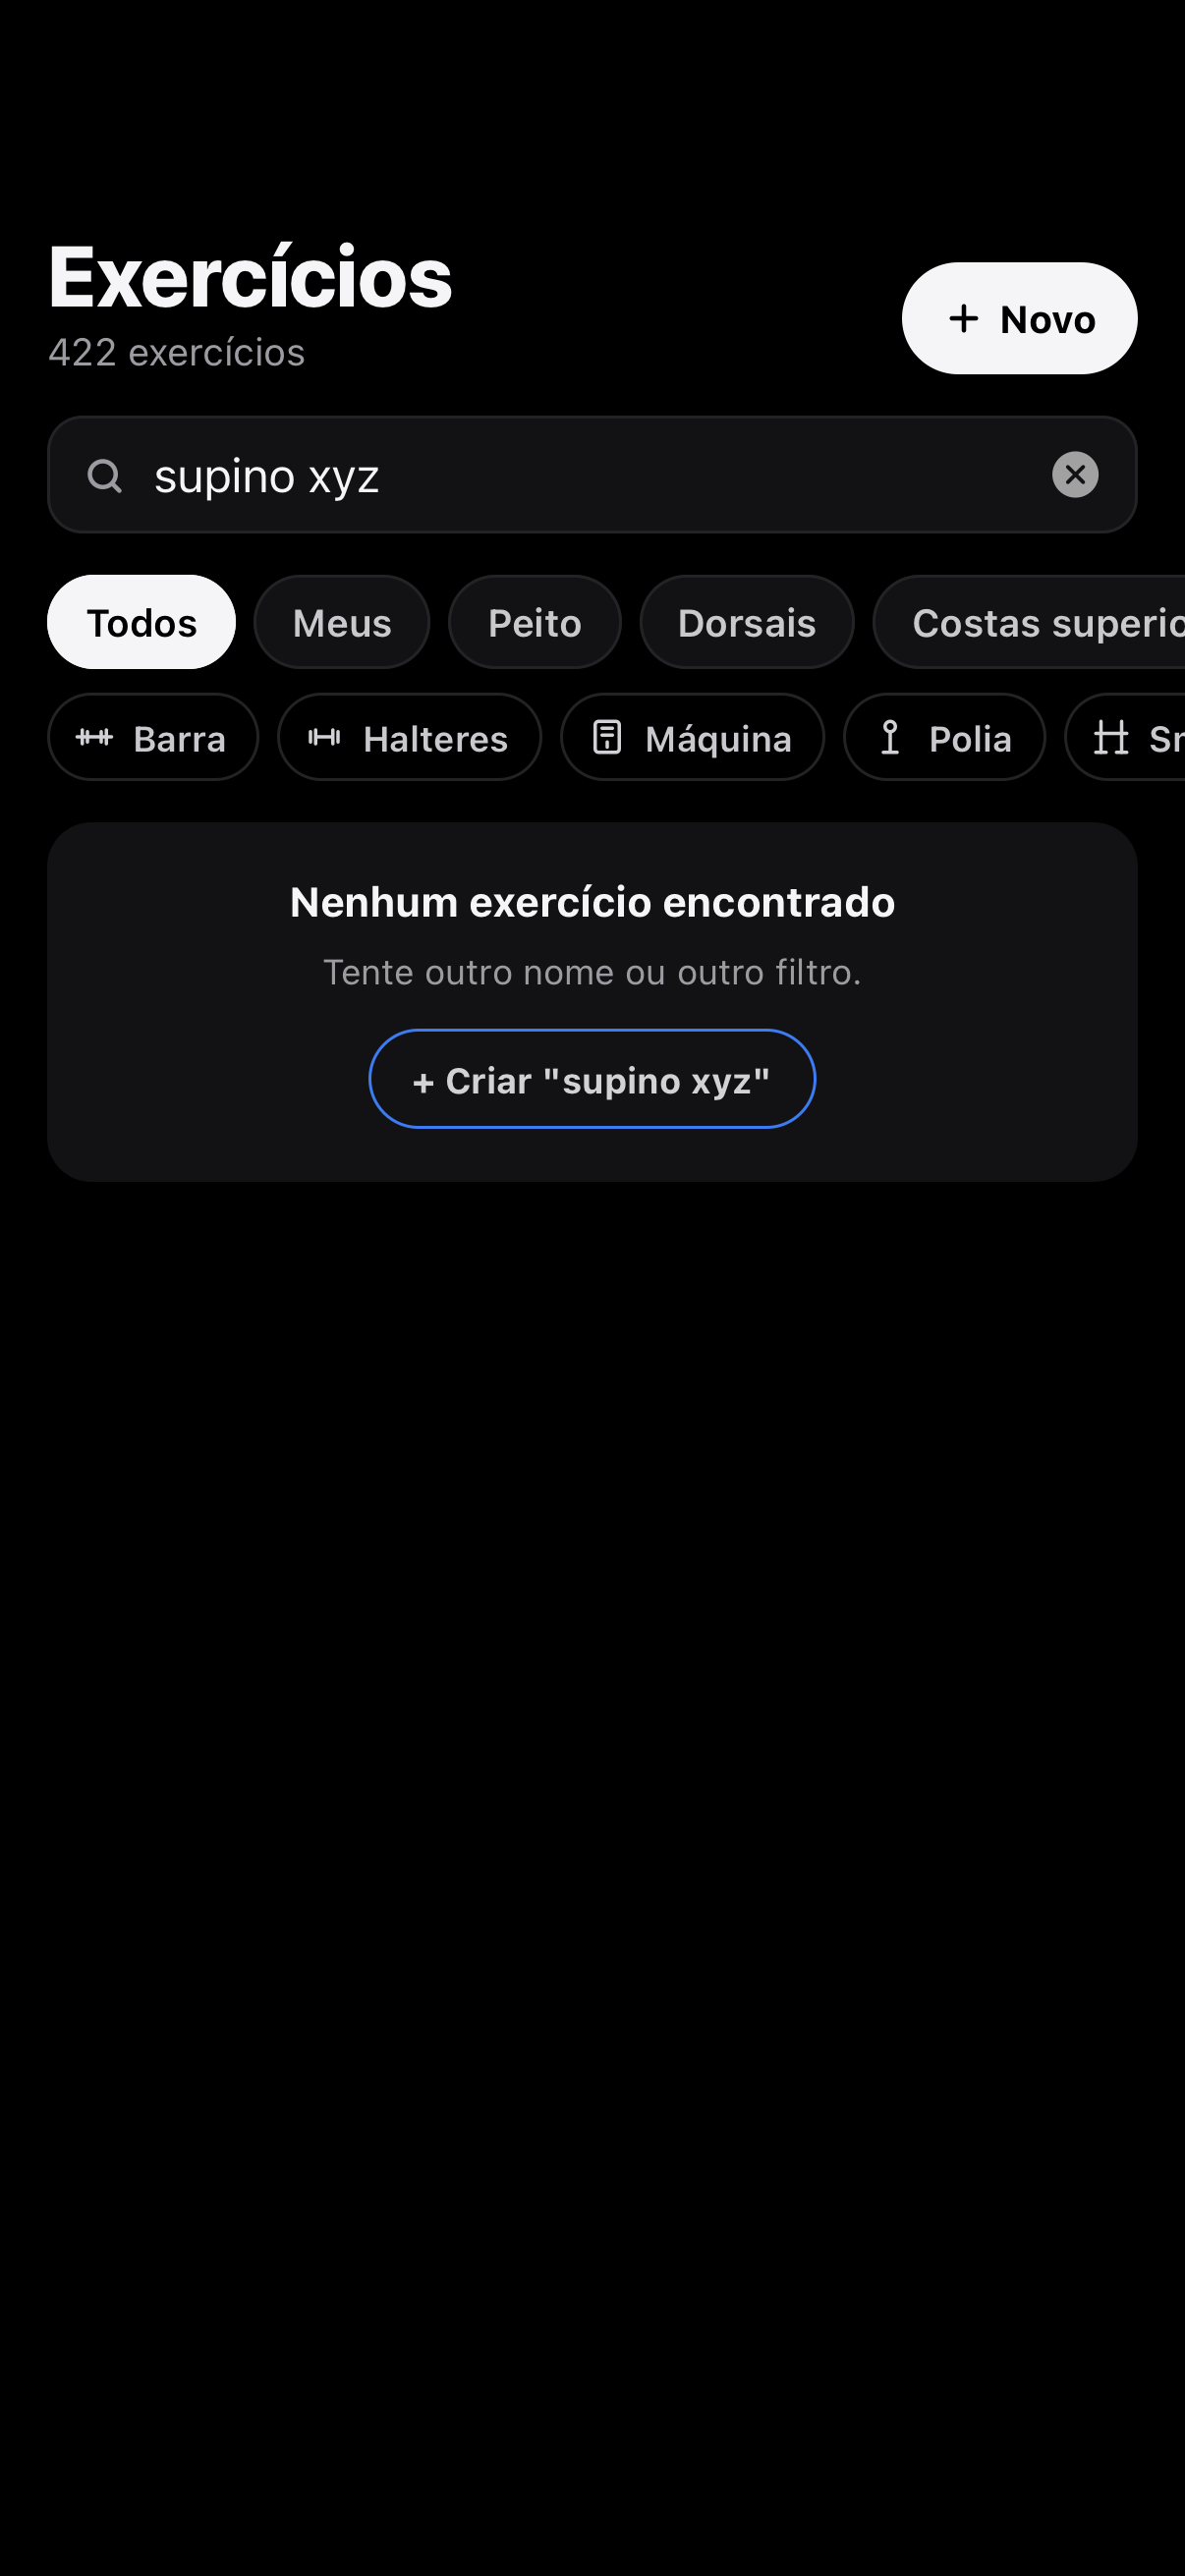 Exercícios
422 exercícios
+ Novo
supino xyz
Todos Meus Peito Dorsais Costas
Barra Halteres Máquina Polia
Nenhum exercício encontrado
Tente outro nome ou outro filtro.
+ Criar "supino xyz"